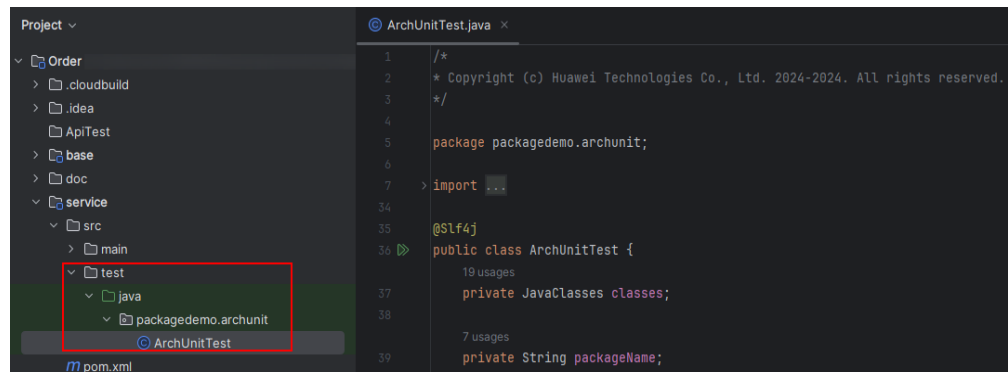 Project
Order
.cloudbuild
.idea
ApiTest
base
doc
service
src
main
test
java
packagedemo.archunit
ArchUnitTest
pom.xml
ArchUnitTest.java
1 /*
2 * Copyright (c) Huawei Technologies Co., Ltd. 2024-2024. All rights reserved.
3 */
4
5 package packagedemo.archunit;
6
7 import ...
34
35 @Slf4j
36 public class ArchUnitTest {
19 usages
37 private JavaClasses classes;
38
7 usages
39 private String packageName;